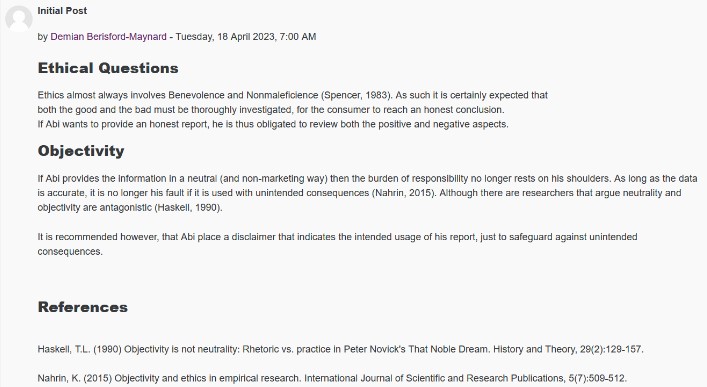 Initial Post
by Demian Berisford-Maynard - Tuesday, 18 April 2023, 7:00 AM
Ethical Questions
Ethics almost always involves Benevolence and Nonmaleficience (Spencer, 1983). As such it is certainly expected that
both the good and the bad must be thoroughly investigated, for the consumer to reach an honest conclusion.
If Abi wants to provide an honest report, he is thus obligated to review both the positive and negative aspects.
Objectivity
If Abi provides the information in a neutral (and non-marketing way) then the burden of responsibility no longer rests on his shoulders. As long as the data
is accurate, it is no longer his fault if it is used with unintended consequences (Nahrin, 2015). Although there are researchers that argue neutrality and
objectivity are antagonistic (Haskell, 1990).
It is recommended however, that Abi place a disclaimer that indicates the intended usage of his report, just to safeguard against unintended
consequences.
References
Haskell, T.L. (1990) Objectivity is not neutrality: Rhetoric vs. practice in Peter Novick's That Noble Dream. History and Theory, 29(2):129-157.
Nahrin, K. (2015) Objectivity and ethics in empirical research. International Journal of Scientific and Research Publications, 5(7):509-512.